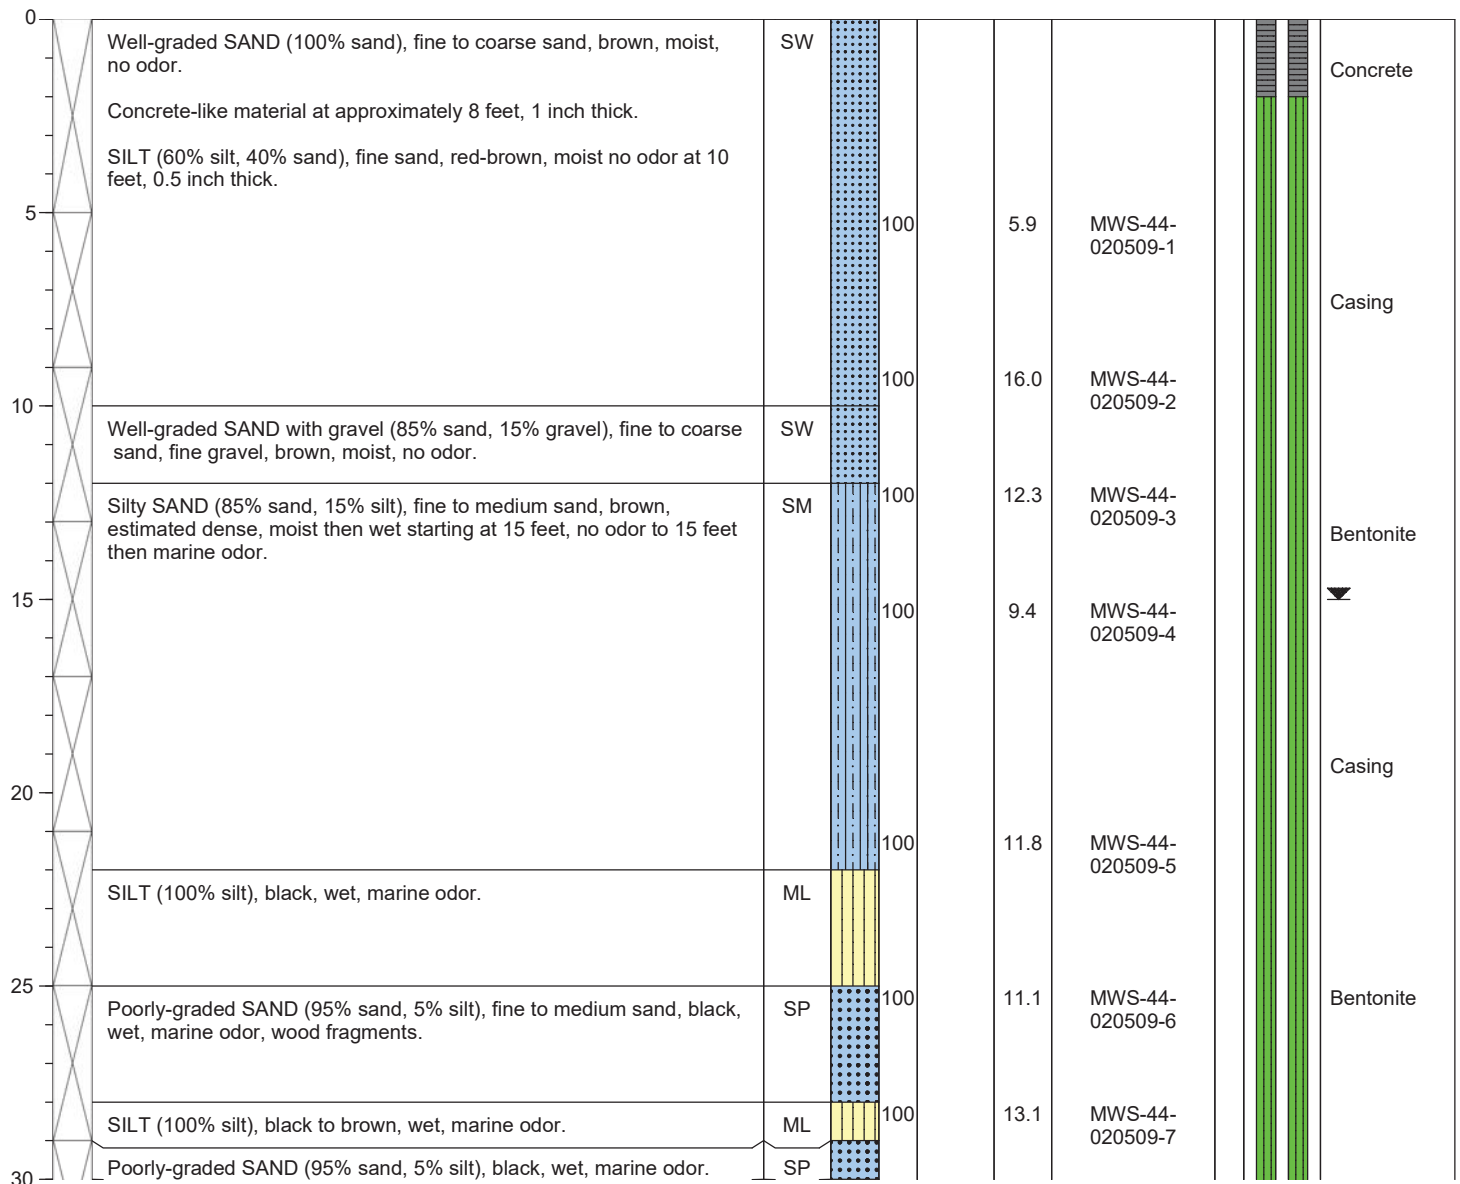 0
Well-graded SAND (100% sand), fine to coarse sand, brown, moist,
no odor.
Concrete-like material at approximately 8 feet, 1 inch thick.
SILT (60% silt, 40% sand), fine sand, red-brown, moist no odor at 10
feet, 0.5 inch thick.
SW
Concrete
5
100
5.9
MWS-44-
020509-1
Casing
100
16.0
MWS-44-
020509-2
10
Well-graded SAND with gravel (85% sand, 15% gravel), fine to coarse
sand, fine gravel, brown, moist, no odor.
SW
Silty SAND (85% sand, 15% silt), fine to medium sand, brown,
estimated dense, moist then wet starting at 15 feet, no odor to 15 feet
then marine odor.
SM
100
12.3
MWS-44-
020509-3
Bentonite
15
100
9.4
MWS-44-
020509-4
Casing
20
100
11.8
MWS-44-
020509-5
SILT (100% silt), black, wet, marine odor.
ML
25
Poorly-graded SAND (95% sand, 5% silt), fine to medium sand, black,
wet, marine odor, wood fragments.
SP
100
11.1
MWS-44-
020509-6
Bentonite
SILT (100% silt), black to brown, wet, marine odor.
ML
100
13.1
MWS-44-
020509-7
Poorly-graded SAND (95% sand, 5% silt), black, wet, marine odor.
SP
30